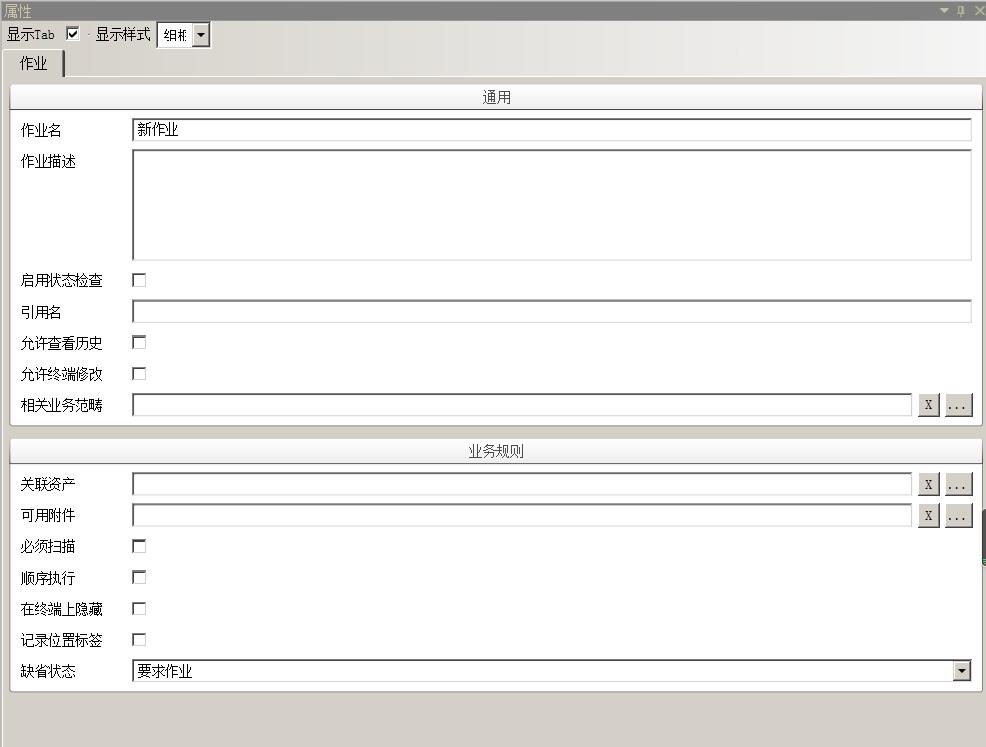 属性
显示Tab 显示样式 细
作业
通用
作业名 新作业
作业描述
启用状态检查
引用名
允许查看历史
允许终端修改
相关业务范畴 X ...
业务规则
关联资产 X ...
可用附件 X ...
必须扫描
顺序执行
在终端上隐藏
记录位置标签
缺省状态 要求作业